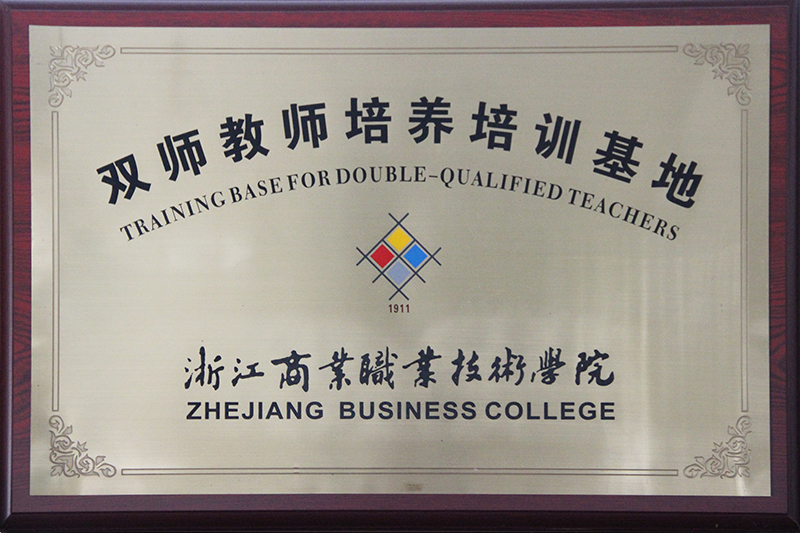 双师教师培养培训基地
TRAINING BASE FOR DOUBLE-QUALIFIED TEACHERS
1911
浙江商業職業技術學院
ZHEJIANG BUSINESS COLLEGE